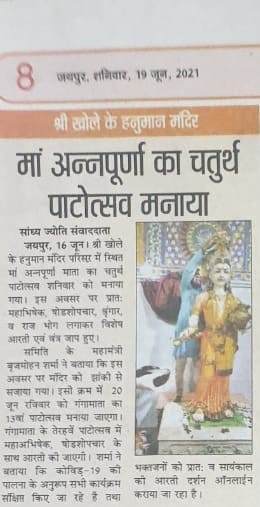 8
जयपुर, शनिवार, 19 जून, 2021
श्री खोले के हनुमान मंदिर
मां अन्नपूर्णा का चतुर्थ
पाटोत्सव मनाया
सांध्य ज्योति संवाददाता
जयपुर, 16 जून। श्री खोले
के हनुमान मंदिर परिसर में स्थित
मां अन्नपूर्णा माता का चतुर्थ
पाटोत्सव शनिवार को मनाया
गया। इस अवसर पर प्रात:
महाभिषेक, षोडशोपचार, श्रृंगार,
व राज भोग लगाकर विशेष
आरती एवं यंत्र जाप हुए।
समिति के महामंत्री
बृजमोहन शर्मा ने बताया कि इस
अवसर पर मंदिर को झांकी से
सजाया गया। इसी क्रम में 20
जून रविवार को गंगामाता का
13वां पाटोत्सव मनाया जाएगा।
गंगामाता के तेरहवें पाटोत्सव में
महाअभिषेक, षोडशोपचार के
साथ आरती की जाएगी। शर्मा ने
बताया कि कोविड-19 की
पालना के अनुरूप सभी कार्यक्रम
संक्षिप्त किए जा रहे है तथा
भक्तजनों को प्रात: व सायंकाल
की आरती दर्शन ऑनलाईन
कराया जा रहा है।